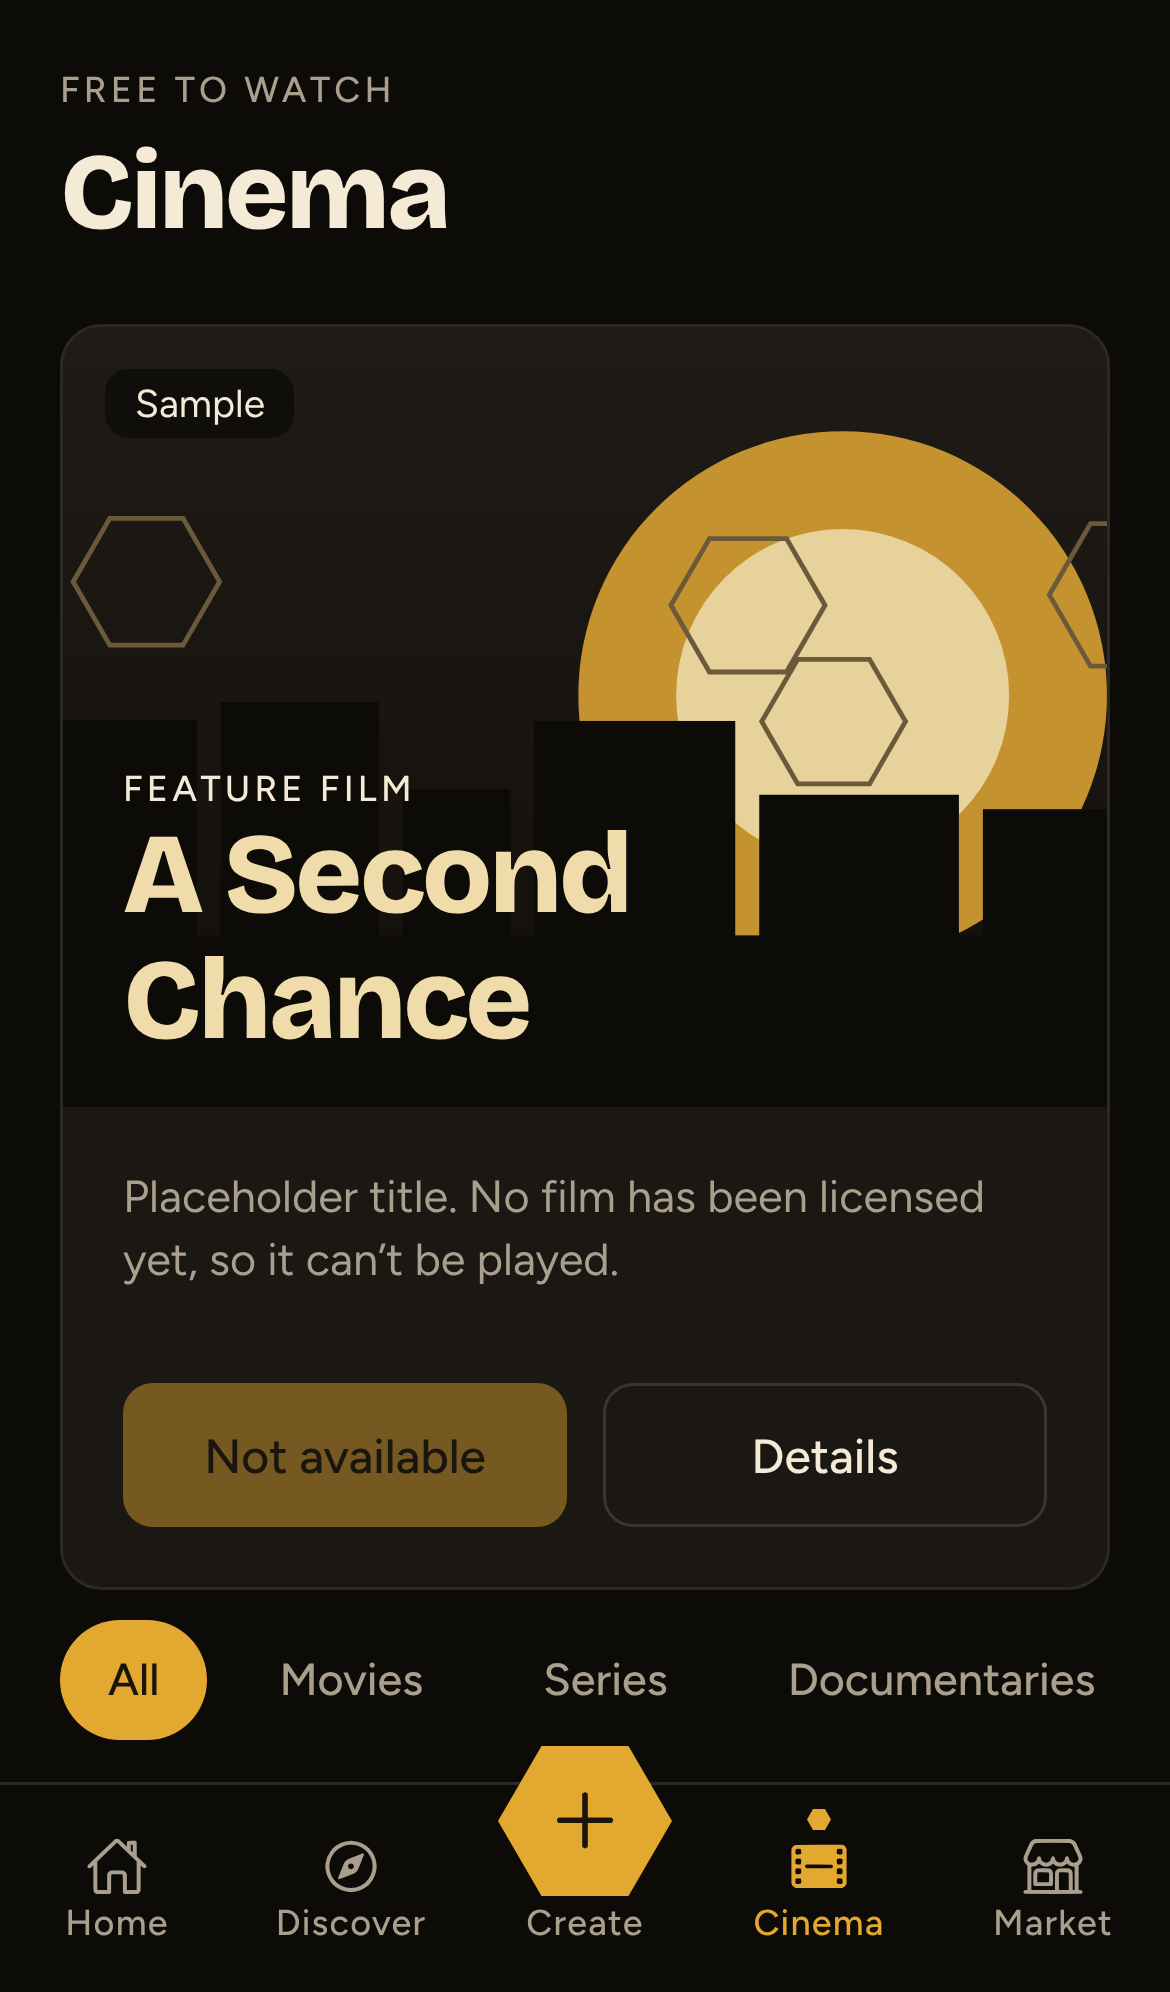 FREE TO WATCH
Cinema
Sample
FEATURE FILM
A Second
Chance
Placeholder title. No film has been licensed
yet, so it can’t be played.
Not available
Details
All
Movies
Series
Documentaries
Home
Discover
Create
Cinema
Market